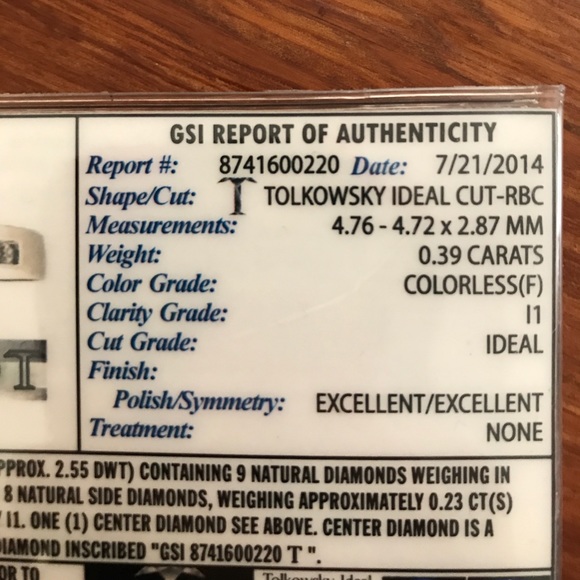 GSI REPORT OF AUTHENTICITY
Report #: 8741600220 Date: 7/21/2014
Shape/Cut: T TOLKOWSKY IDEAL CUT-RBC
Measurements: 4.76 - 4.72 x 2.87 MM
Weight: 0.39 CARATS
Color Grade: COLORLESS(F)
Clarity Grade: I1
Cut Grade: IDEAL
Finish:
Polish/Symmetry: EXCELLENT/EXCELLENT
Treatment: NONE
PPROX. 2.55 DWT) CONTAINING 9 NATURAL DIAMONDS WEIGHING IN
8 NATURAL SIDE DIAMONDS, WEIGHING APPROXIMATELY 0.23 CT(S)
/ I1. ONE (1) CENTER DIAMOND SEE ABOVE. CENTER DIAMOND IS A
IAMOND INSCRIBED "GSI 8741600220 T ".
OR TO
Tolkowsky Ideal